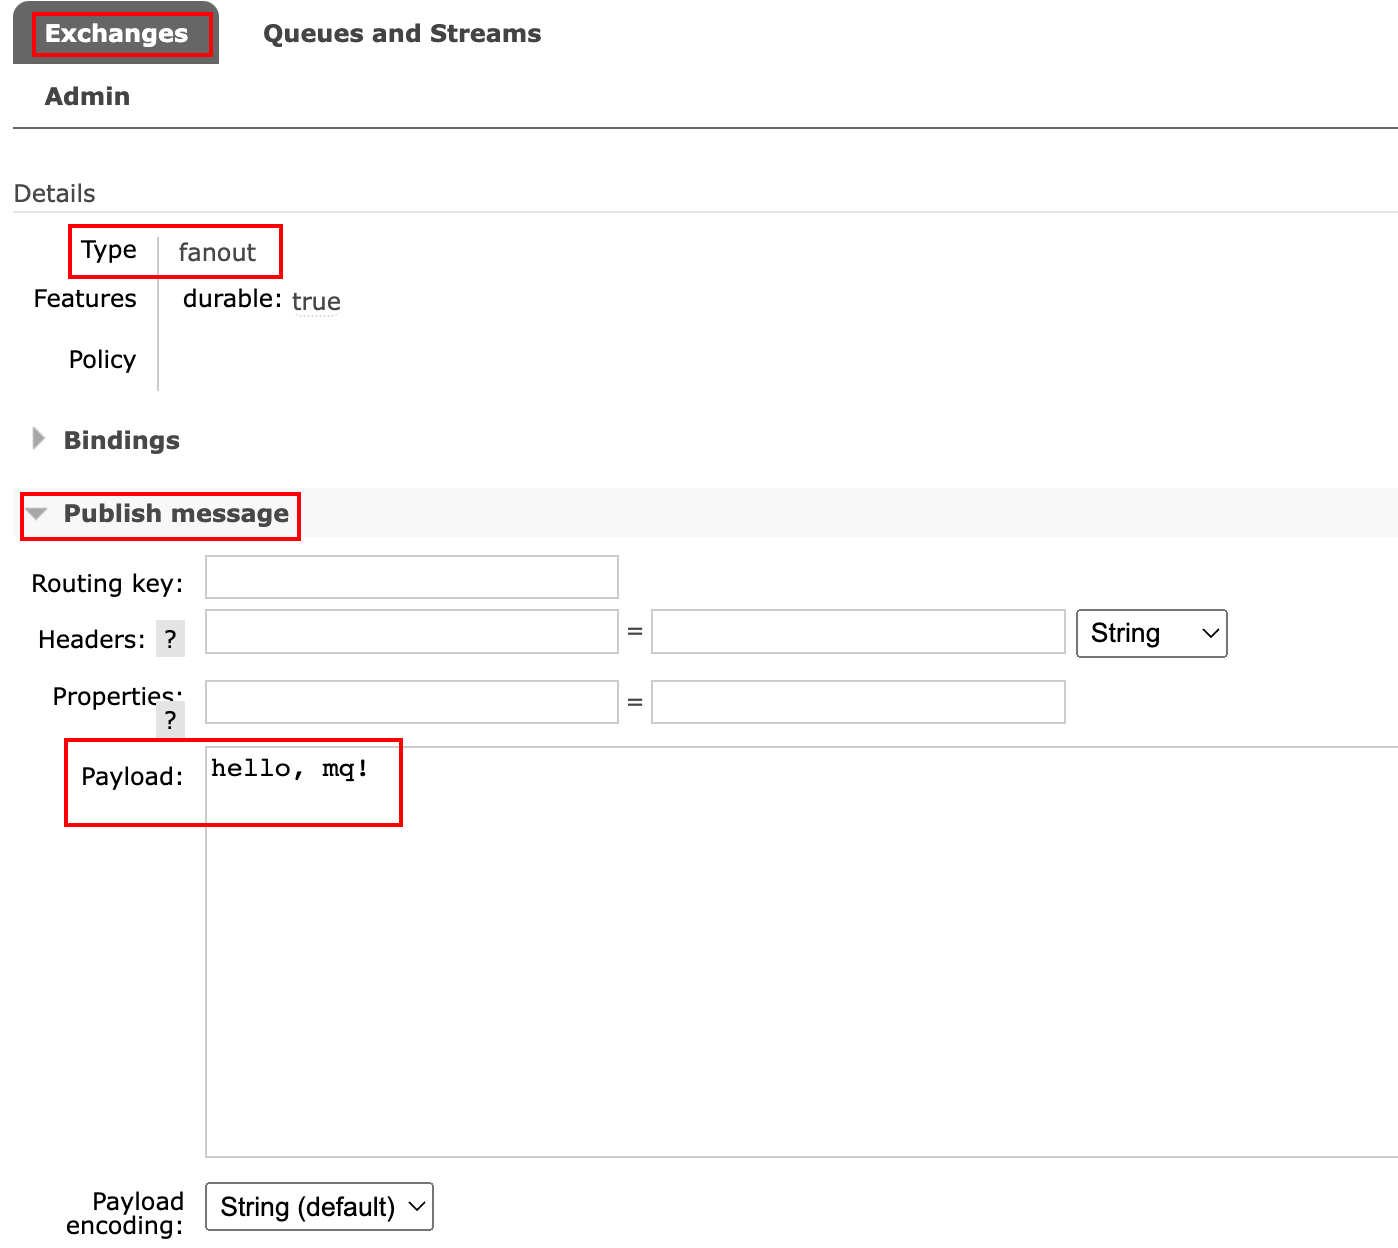 Exchanges Queues and Streams
Admin
Details
Type fanout
Features durable: true
Policy
Bindings
Publish message
Routing key:
Headers: ? = String
Properties: =
?
Payload: hello, mq!
Payload
encoding: String (default)